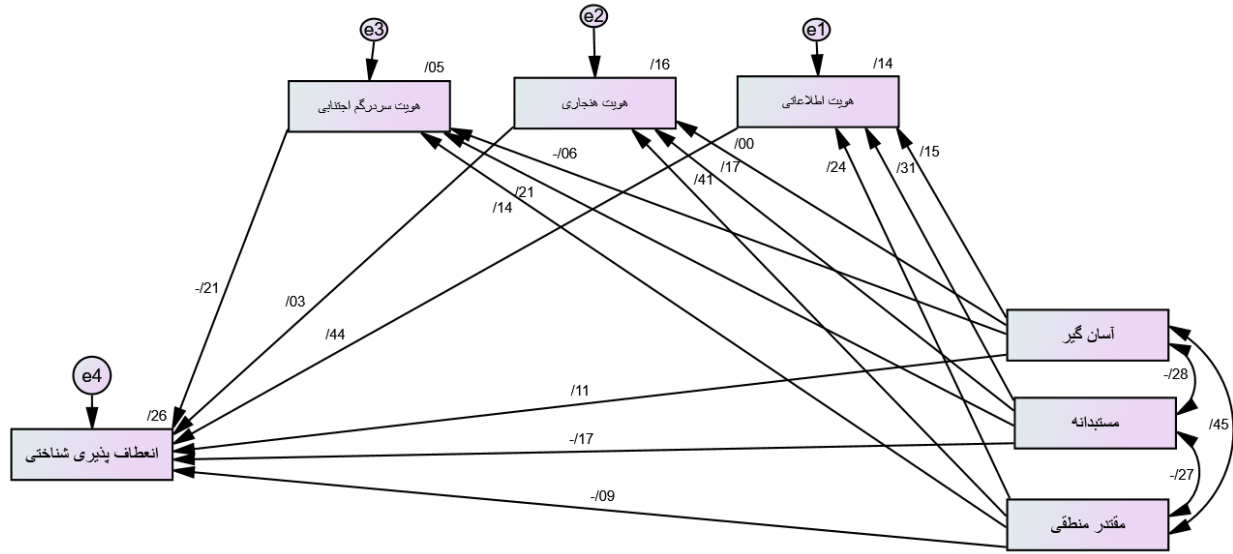 e3
e2
e1
/05
/16
/14
هویت سردرگم اجتنابی
هویت هنجاری
هویت اطلاعاتی
-/06
/00
/15
/17
/31
/24
/41
/21
/14
-/21
/03
/44
آسان گیر
-/28
/45
e4
/11
/26
مستبدانه
انعطاف پذیری شناختی
-/17
-/27
-/09
مقتدر منطقی